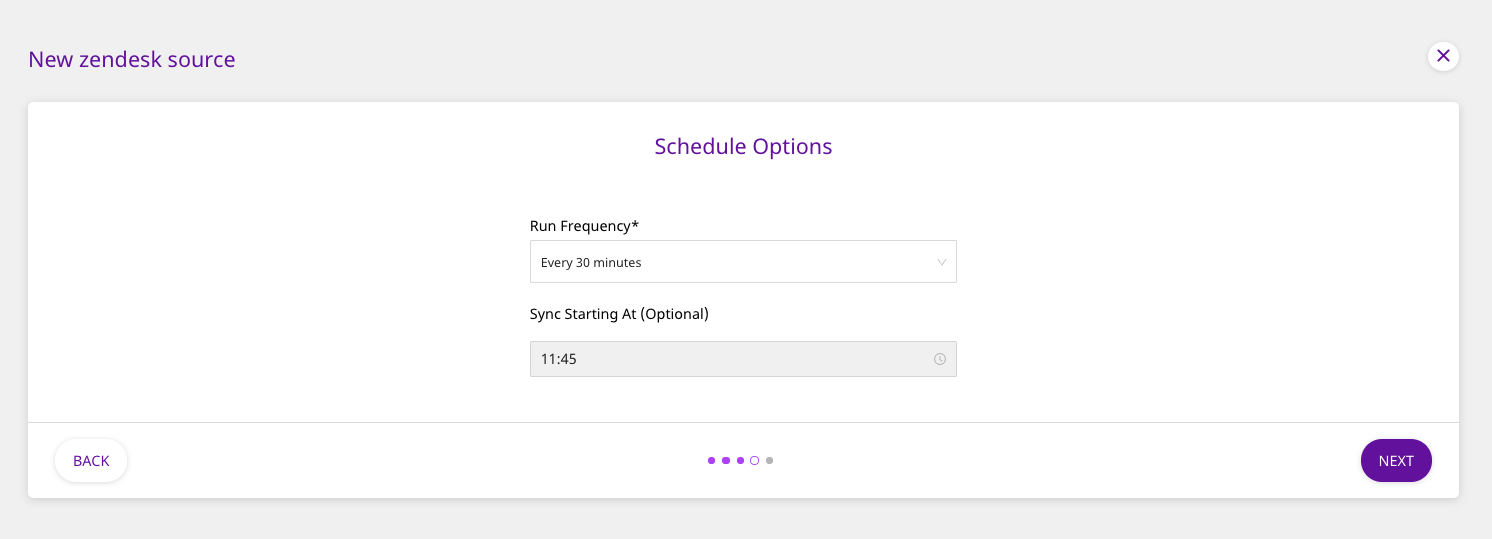 New zendesk source
Schedule Options
Run Frequency*
Every 30 minutes
Sync Starting At (Optional)
11:45
BACK
NEXT